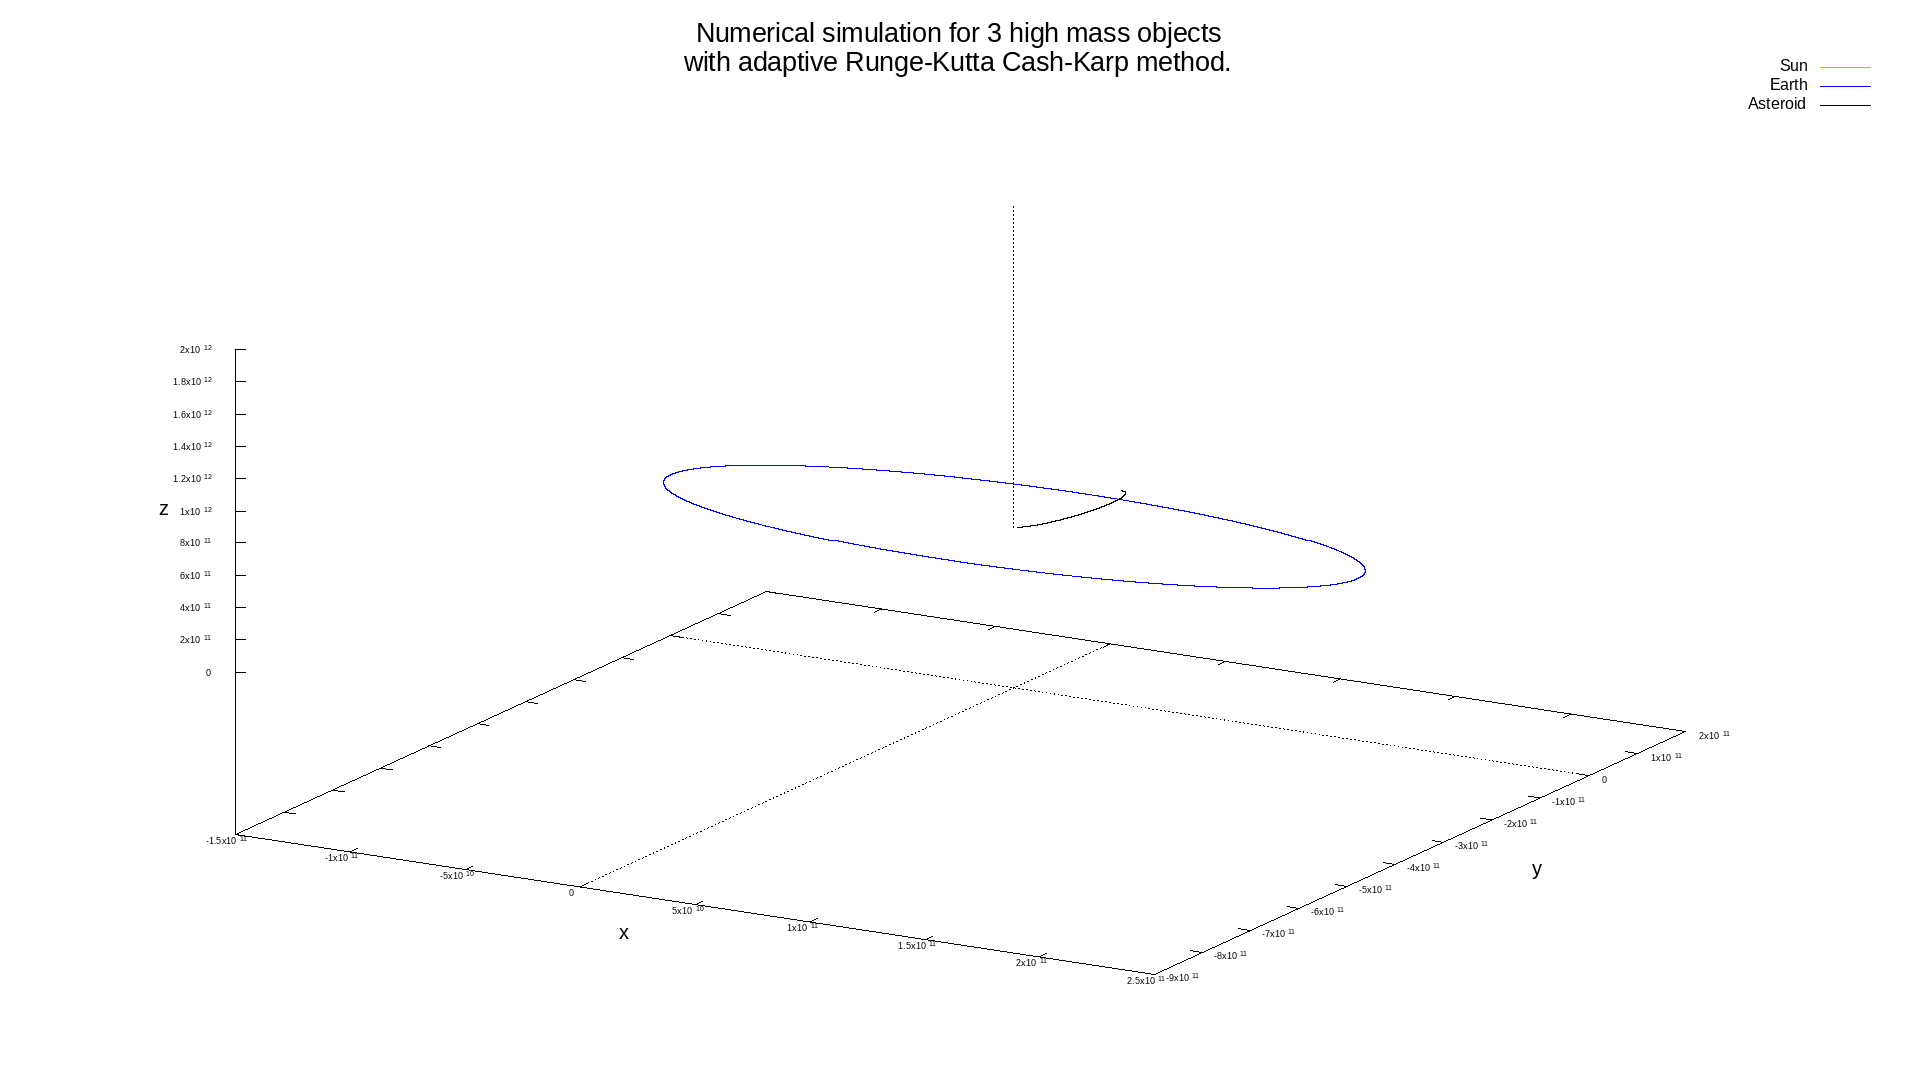 Numerical simulation for 3 high mass objects
with adaptive Runge-Kutta Cash-Karp method.
Sun
Earth
Asteroid
2x10 12
1.8x10 12
1.6x10 12
1.4x10 12
1.2x10 12
z
1x10 12
8x10 11
6x10 11
4x10 11
2x10 11
0
-1.5x10 11
-1x10 11
-5x10 10
0
5x10 10
1x10 11
1.5x10 11
2x10 11
2.5x10 11
x
2x10 11
1x10 11
0
-1x10 11
-2x10 11
-3x10 11
-4x10 11
-5x10 11
-6x10 11
-7x10 11
-8x10 11
-9x10 11
y